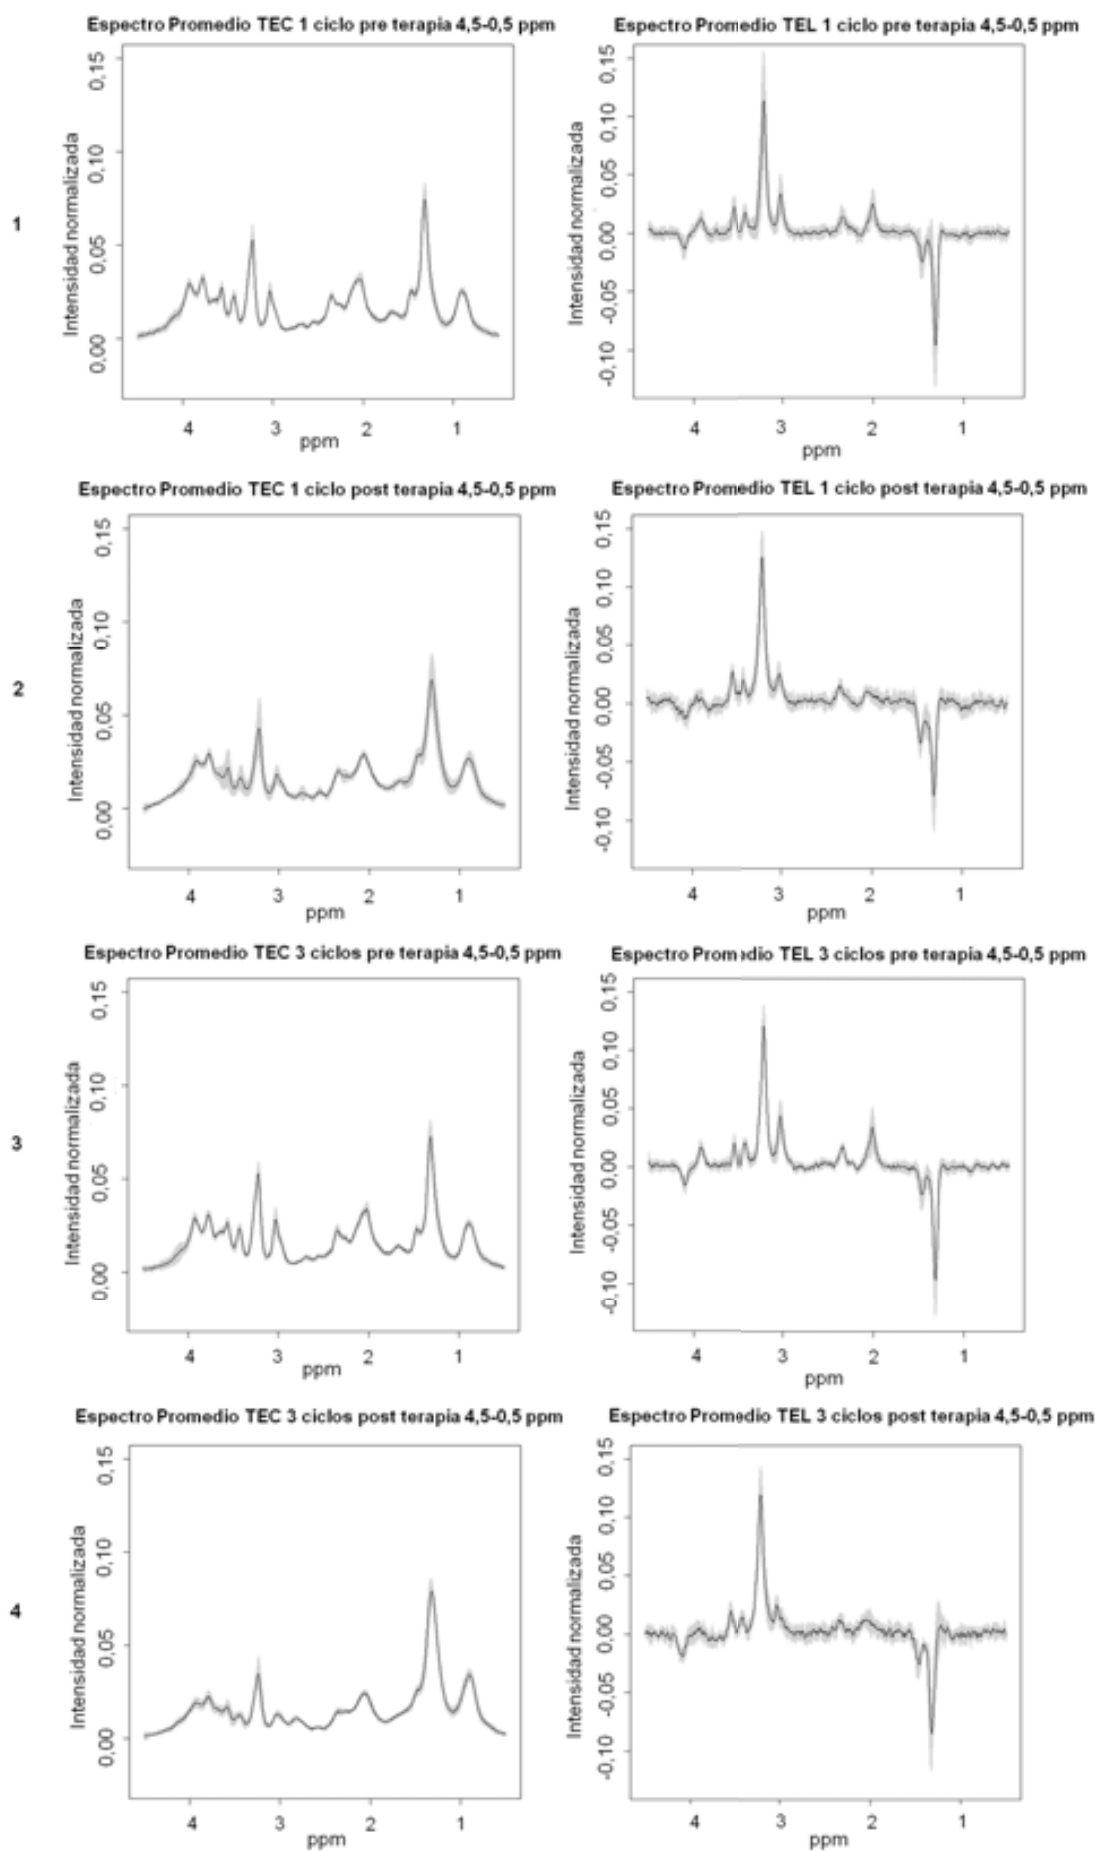 Espectro Promedio TEC 1 ciclo pre terapia 4,5-0,5 ppm
Espectro Promedio TEL 1 ciclo pre terapia 4,5-0,5 ppm
1
Intensidad normalizada
0,15
0,10
0,05
0,00
4 3 2 1
ppm
Intensidad normalizada
0,15
0,10
0,05
0,00
-0,05
-0,10
4 3 2 1
ppm
Espectro Promedio TEC 1 ciclo post terapia 4,5-0,5 ppm
Espectro Promedio TEL 1 ciclo post terapia 4,5-0,5 ppm
2
Intensidad normalizada
0,15
0,10
0,05
0,00
4 3 2 1
ppm
Intensidad normalizada
0,15
0,10
0,05
0,00
-0,05
-0,10
4 3 2 1
ppm
Espectro Promedio TEC 3 ciclos pre terapia 4,5-0,5 ppm
Espectro Promedio TEL 3 ciclos pre terapia 4,5-0,5 ppm
3
Intensidad normalizada
0,15
0,10
0,05
0,00
4 3 2 1
ppm
Intensidad normalizada
0,15
0,10
0,05
0,00
-0,05
-0,10
4 3 2 1
ppm
Espectro Promedio TEC 3 ciclos post terapia 4,5-0,5 ppm
Espectro Promedio TEL 3 ciclos post terapia 4,5-0,5 ppm
4
Intensidad normalizada
0,15
0,10
0,05
0,00
4 3 2 1
ppm
Intensidad normalizada
0,15
0,10
0,05
0,00
-0,05
-0,10
4 3 2 1
ppm